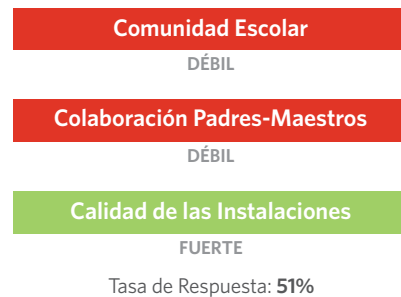 Comunidad Escolar
DÉBIL
Colaboración Padres-Maestros
DÉBIL
Calidad de las Instalaciones
FUERTE
Tasa de Respuesta: 51%